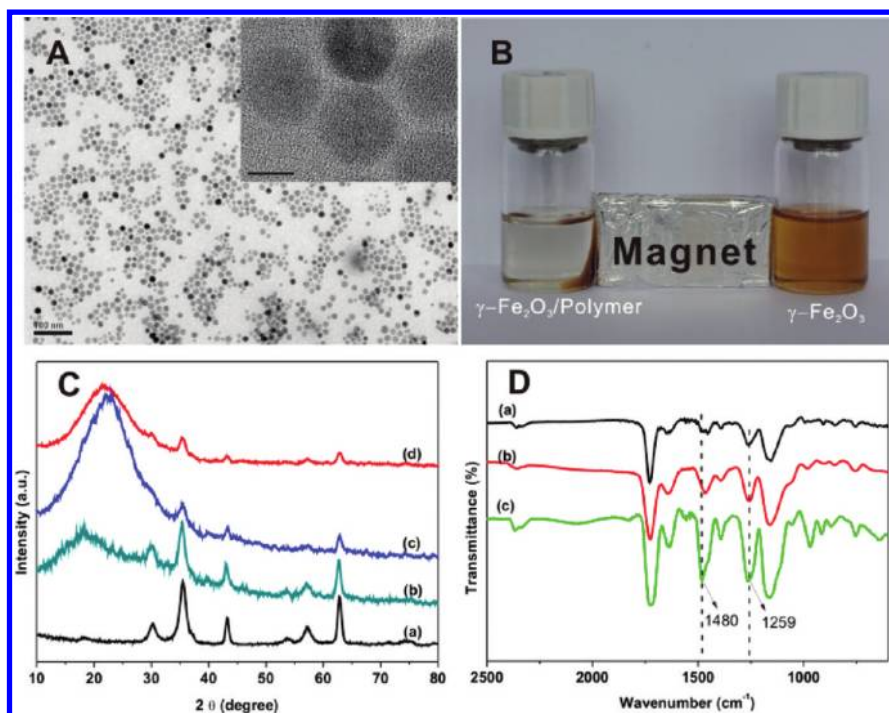 A
100 nm
B
Magnet
γ–Fe₂O₃/Polymer
γ–Fe₂O₃
C
(d)
(c)
(b)
(a)
Intensity (a.u.)
10 20 30 40 50 60 70 80
2 θ (degree)
D
(a)
(b)
(c)
1480
1259
Transmittance (%)
2500 2000 1500 1000
Wavenumber (cm⁻¹)